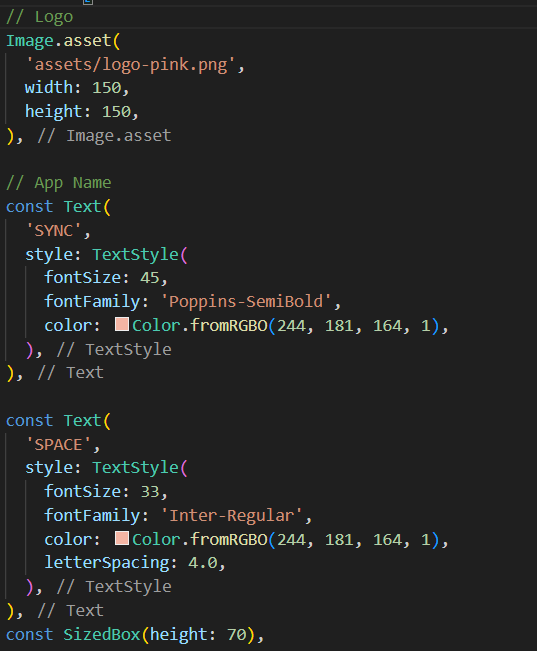 // Logo
Image.asset(
  'assets/logo-pink.png',
  width: 150,
  height: 150,
), // Image.asset

// App Name
const Text(
  'SYNC',
  style: TextStyle(
    fontSize: 45,
    fontFamily: 'Poppins-SemiBold',
    color: Color.fromRGBO(244, 181, 164, 1),
  ), // TextStyle
), // Text

const Text(
  'SPACE',
  style: TextStyle(
    fontSize: 33,
    fontFamily: 'Inter-Regular',
    color: Color.fromRGBO(244, 181, 164, 1),
    letterSpacing: 4.0,
  ), // TextStyle
), // Text
const SizedBox(height: 70),